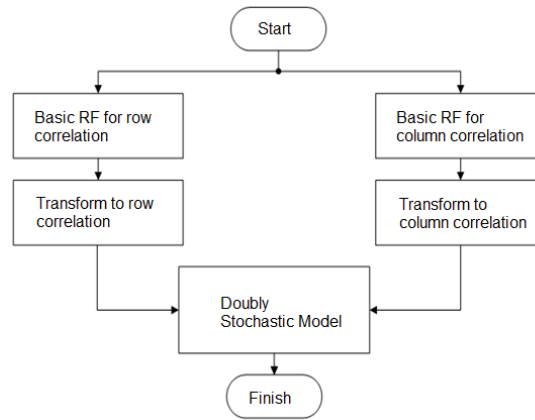 Start
Basic RF for row
correlation
Basic RF for
column correlation
Transform to row
correlation
Transform to
column correlation
Doubly
Stochastic Model
Finish